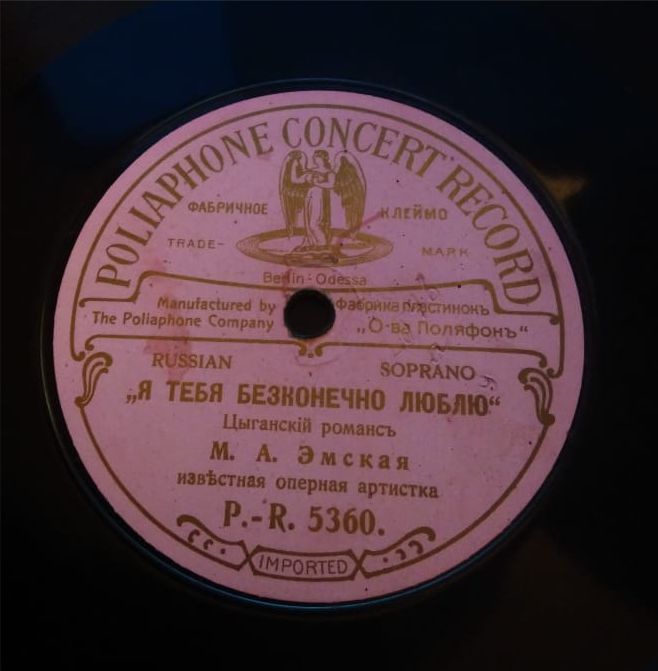 POLIAPHONE CONCERT RECORD
ФАБРИЧНОЕ КЛЕЙМО
TRADE- MARK
Berlin-Odessa
Manufactured by Фабрика пластинокъ
The Poliaphone Company „О-ва Поляфонъ“
RUSSIAN SOPRANO
„Я ТЕБЯ БЕЗКОНЕЧНО ЛЮБЛЮ“
Цыганскій романсъ
М. А. Эмская
извѣстная оперная артистка
P.-R. 5360.
IMPORTED